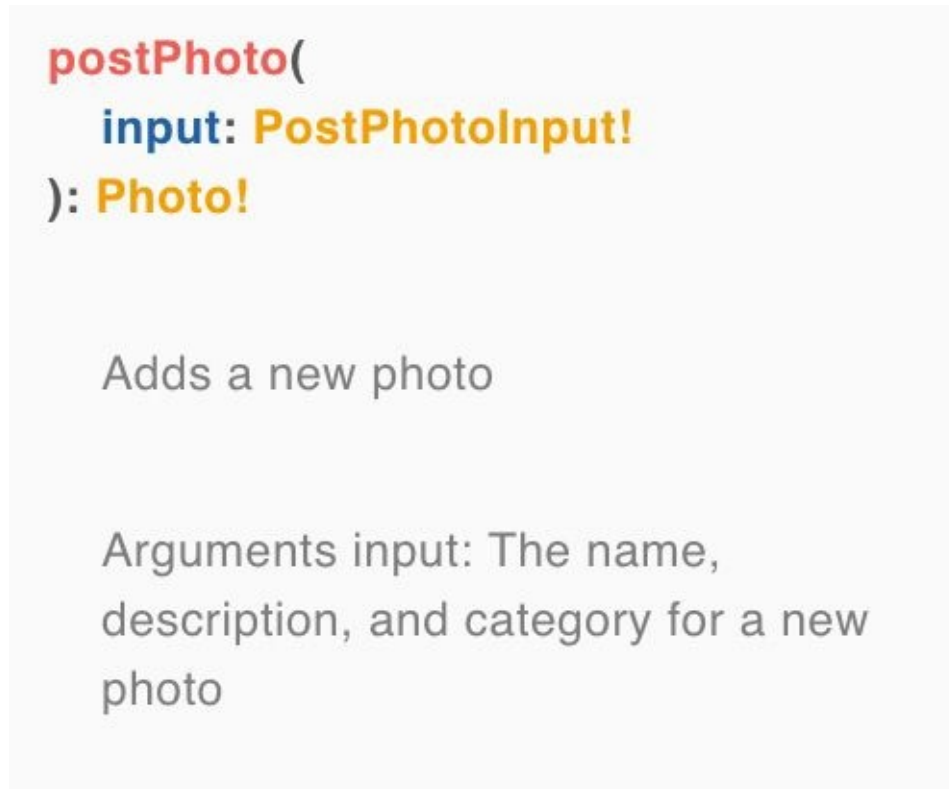 postPhoto(
input: PostPhotoInput!
): Photo!
Adds a new photo
Arguments input: The name,
description, and category for a new
photo